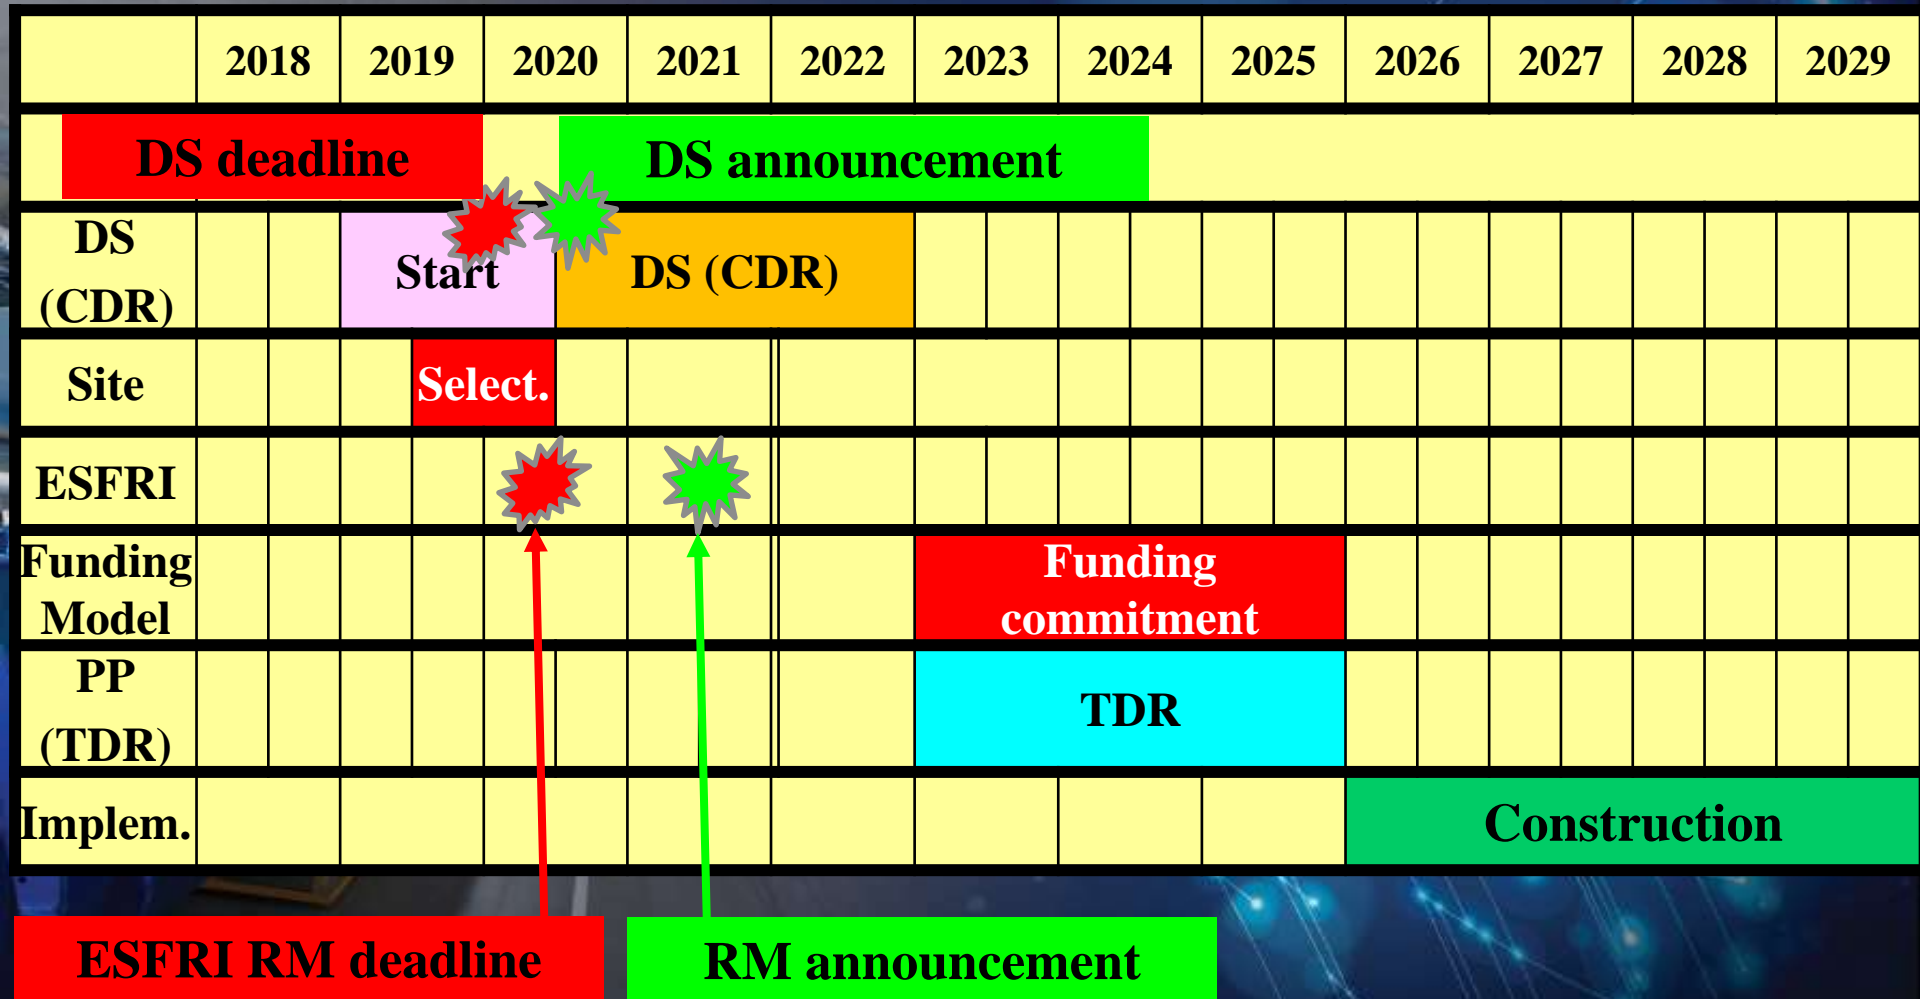 2018 2019 2020 2021 2022 2023 2024 2025 2026 2027 2028 2029
DS deadline DS announcement
DS
(CDR)
Start
DS (CDR)
Site
Select.
ESFRI
Funding
Model
Funding
commitment
PP
(TDR)
TDR
Implem.
Construction
ESFRI RM deadline
RM announcement